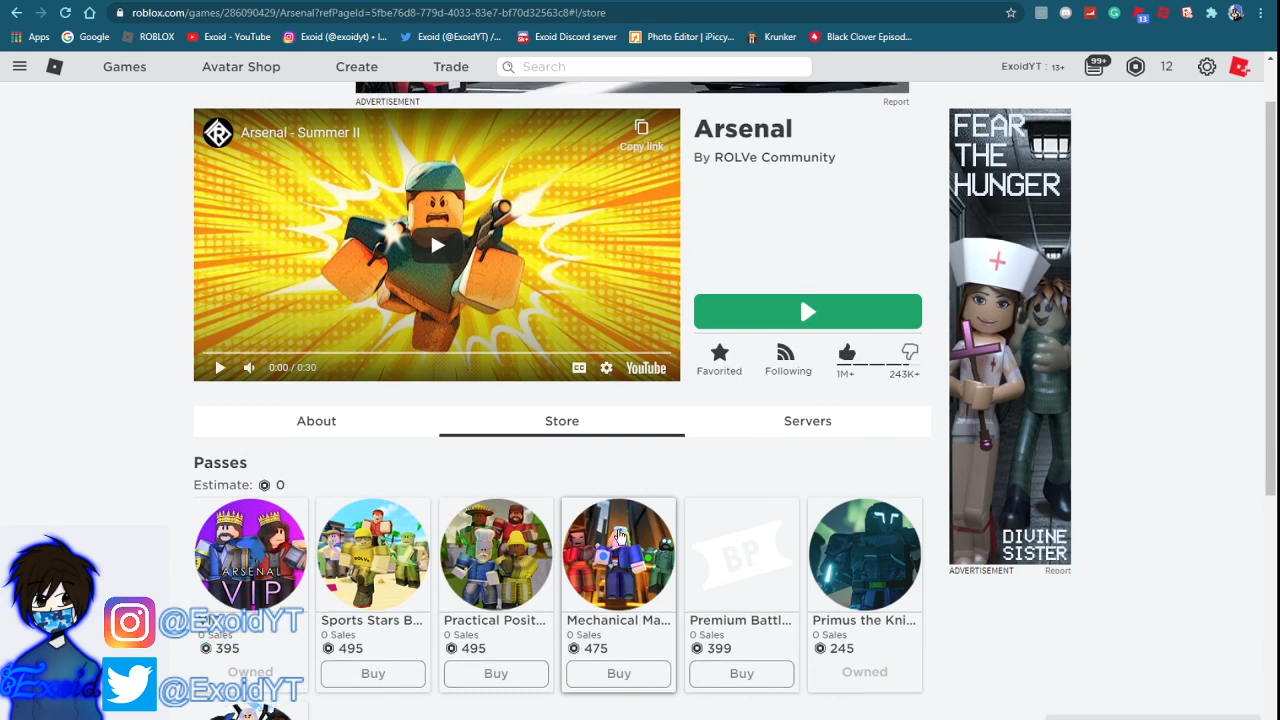 roblox.com/games/286090429/Arsenal?refPageId=5fbe76d8-779d-4033-83e7-bf70d32563c8#!/store
13
Apps Google ROBLOX Exoid - YouTube Exoid (@exoidyt) • I... Exoid (@ExoidYT) /... Exoid Discord server Photo Editor | iPiccy... Krunker Black Clover Episod...
Games Avatar Shop Create Trade Search ExoidYT : 13+ 99+ 12
ADVERTISEMENT Report
Arsenal - Summer II
Copy link
0:00 / 0:30 CC YouTube
Arsenal
By ROLVe Community
Favorited Following 1M+ 243K+
FEAR
THE
HUNGER
DIVINE
SISTER
ADVERTISEMENT Report
About Store Servers
Passes
Estimate: 0
ARSENAL
VIP
BP
Sports Stars B... Practical Posit... Mechanical Ma... Premium Battl... Primus the Kni...
0 Sales 0 Sales 0 Sales 0 Sales 0 Sales 0 Sales
395 495 495 475 399 245
Owned Buy Buy Buy Buy Owned
@ExoidYT
@ExoidYT
Exoid